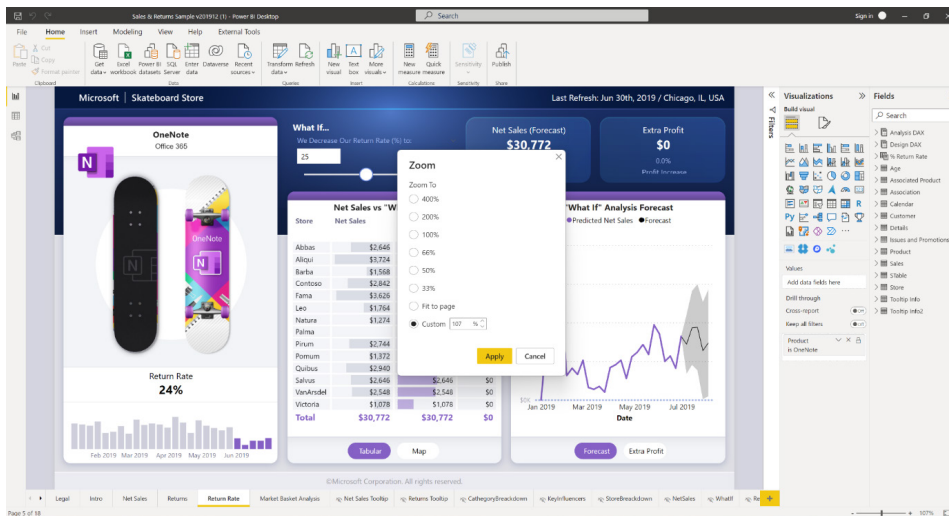 Sales & Returns Sample v201912 (1) - Power BI Desktop
Search
Sign in
File Home Insert Modeling View Help External Tools
Paste
Cut
Copy
Format painter
Get data
Excel workbook
Power BI datasets
SQL Server
Enter data
Dataverse
Recent sources
Transform data
Refresh
New visual
Text box
More visuals
New measure
Quick measure
Sensitivity
Publish
Clipboard
Data
Queries
Insert
Calculations
Sensitivity
Share
Microsoft | Skateboard Store
Last Refresh: Jun 30th, 2019 / Chicago, IL, USA
OneNote
Office 365
N
OneNote
N
Return Rate
24%
Feb 2019 Mar 2019 Apr 2019 May 2019 Jun 2019
What If...
We Decrease Our Return Rate (%) to:
25
Net Sales (Forecast)
$30,772
Extra Profit
$0
0.0%
Profit Increase
Net Sales vs "W
Store Net Sales
Abbas $2,646
Aliqui $3,724
Barba $1,568
Contoso $2,842
Fama $3,626
Leo $1,764
Natura $1,274
Palma
Pirum $2,744
Pomum $1,372
Quibus $2,940
Salvus $2,646 $2,646 $0
VanArsdel $2,548 $2,548 $0
Victoria $1,078 $1,078 $0
Total $30,772 $30,772 $0
Tabular Map
Zoom
Zoom To
400%
200%
100%
66%
50%
33%
Fit to page
Custom 107 %
Apply Cancel
"What If" Analysis Forecast
Predicted Net Sales Forecast
$0K
Jan 2019 Mar 2019 May 2019 Jul 2019
Date
Forecast Extra Profit
©Microsoft Corporation. All rights reserved.
Filters
Visualizations
Build visual
R
Py
Values
Add data fields here
Drill through
Cross-report
Off
Keep all filters
Off
Product
is OneNote
Fields
Search
Analysis DAX
Design DAX
% Return Rate
Age
Associated Product
Association
Calendar
Customer
Details
Issues and Promotions
Product
Sales
STable
Store
Tooltip Info
Tooltip Info2
Legal Intro Net Sales Returns Return Rate Market Basket Analysis Net Sales Tooltip Returns Tooltip CathegoryBreackdown KeyInfluencers StoreBreackdown NetSales WhatIf Re
Page 5 of 18
107%